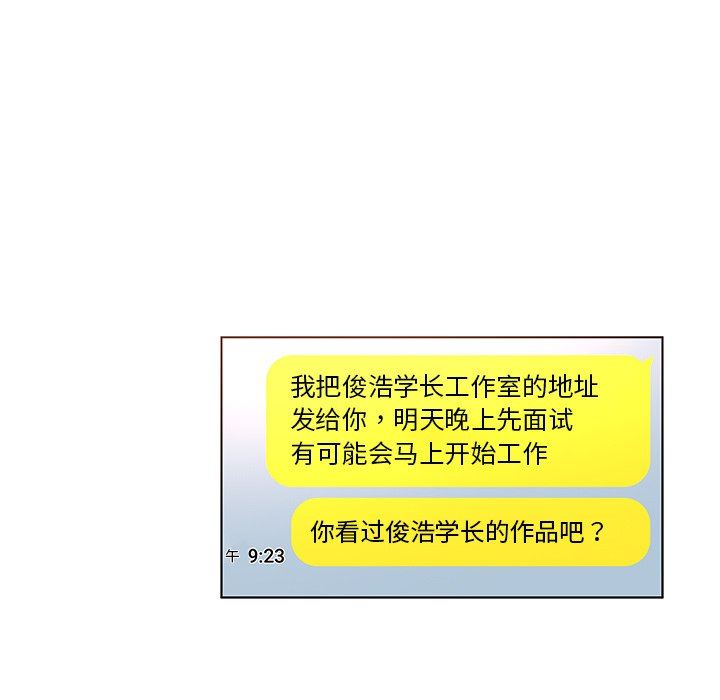 我把俊浩学长工作室的地址
发给你，明天晚上先面试
有可能会马上开始工作
你看过俊浩学长的作品吧？
午 9:23